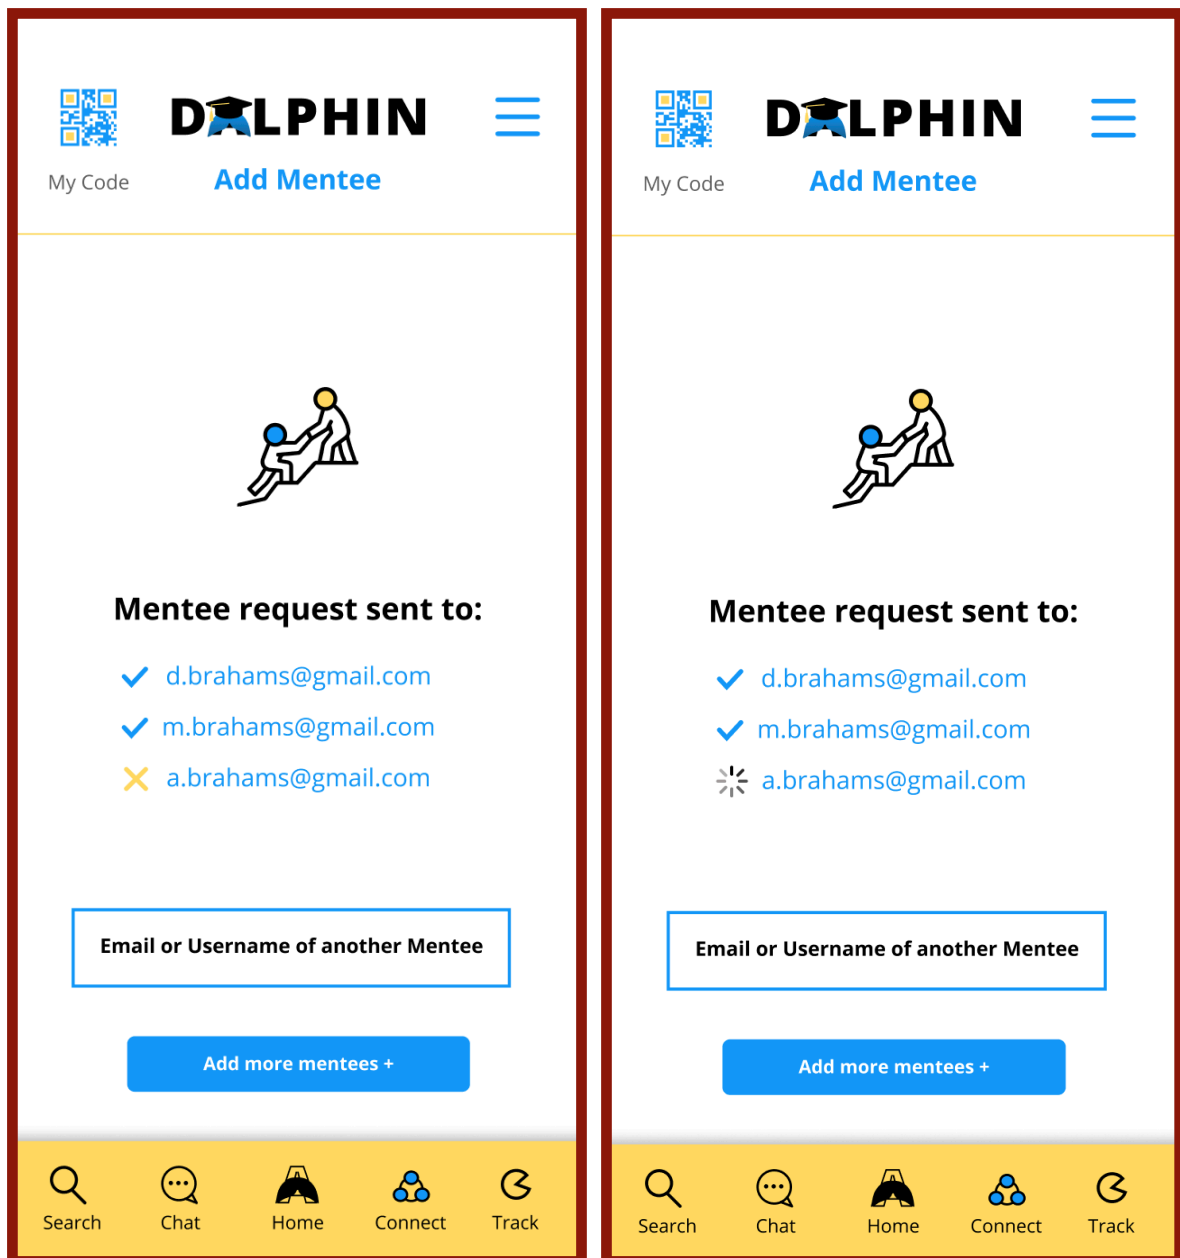 DALPHIN
My Code
Add Mentee
Mentee request sent to:
d.brahams@gmail.com
m.brahams@gmail.com
a.brahams@gmail.com
Email or Username of another Mentee
Add more mentees +
Search
Chat
Home
Connect
Track
DALPHIN
My Code
Add Mentee
Mentee request sent to:
d.brahams@gmail.com
m.brahams@gmail.com
a.brahams@gmail.com
Email or Username of another Mentee
Add more mentees +
Search
Chat
Home
Connect
Track